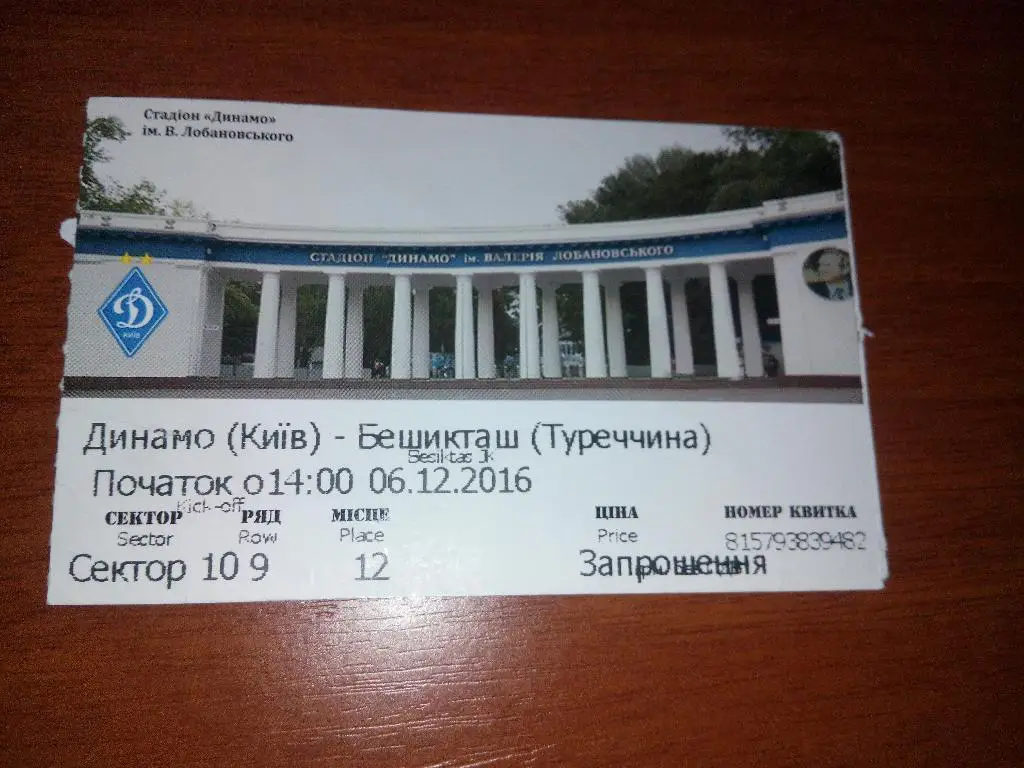 Стадіон «Динамо»
ім. В. Лобановського
СТАДІОН "ДИНАМО" ім. ВАЛЕРІЯ ЛОБАНОВСЬКОГО
Д
КИЇВ
Динамо (Київ) - Бешикташ (Туреччина)
Besiktas Jk
Початок о 14:00 06.12.2016
Kick-off
СЕКТОР РЯД МІСЦЕ ЦІНА НОМЕР КВИТКА
Sector Row Place Price 815793839482
Сектор 10 9 12 Запрошення